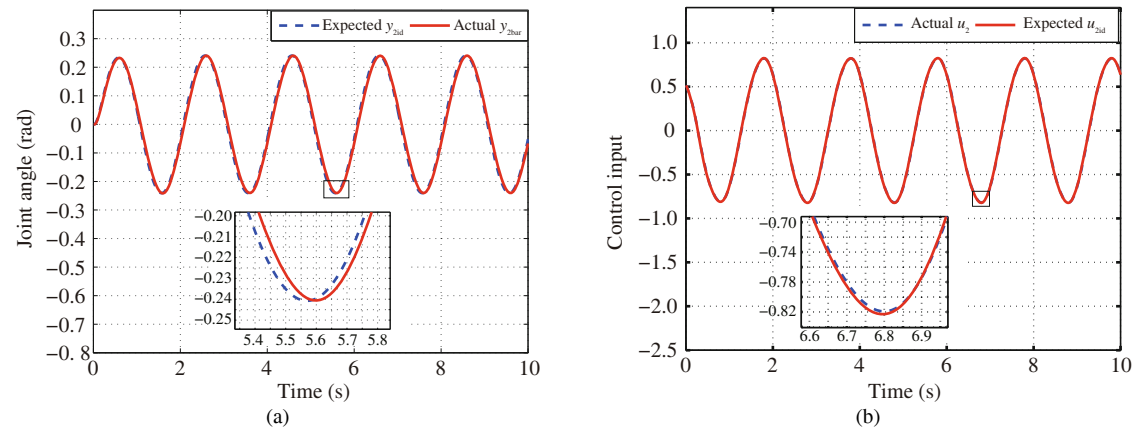 Expected y2id Actual y2bar
0.3
0.2
0.1
0
−0.1
−0.2
−0.3
−0.4
−0.5
−0.6
−0.7
−0.8
Joint angle (rad)
−0.20
−0.21
−0.22
−0.23
−0.24
−0.25
5.4 5.5 5.6 5.7 5.8
0 2 4 6 8 10
Time (s)
(a)
Actual u2 Expected u2id
1.0
0.5
0
−0.5
−1.0
−1.5
−2.0
−2.5
Control input
−0.70
−0.74
−0.78
−0.82
6.6 6.7 6.8 6.9
0 2 4 6 8 10
Time (s)
(b)